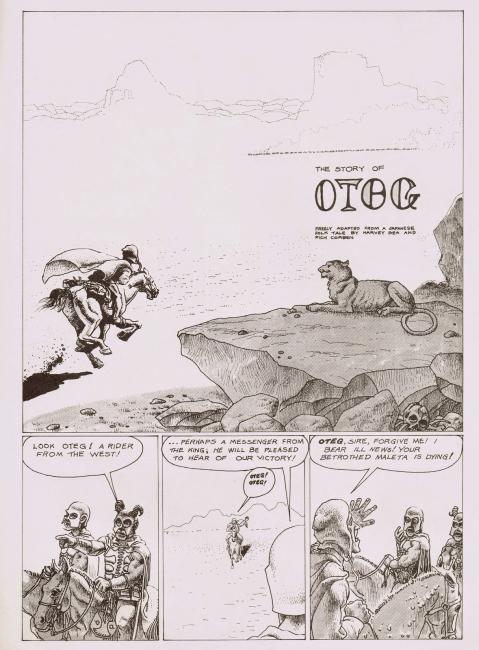 THE STORY OF
OTEG
FREELY ADAPTED FROM A JAPANESE
FOLK TALE BY HARVEY SEA AND
RICH CORBEN
LOOK OTEG! A RIDER
FROM THE WEST!
...PERHAPS A MESSENGER FROM
THE KING; HE WILL BE PLEASED
TO HEAR OF OUR VICTORY!
OTEG!
OTEG!
OTEG, SIRE, FORGIVE ME! I
BEAR ILL NEWS! YOUR
BETROTHED MALETA IS DYING!